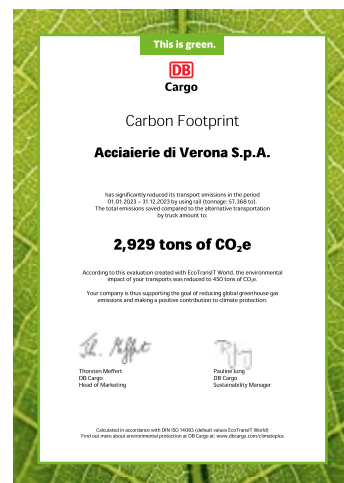 This is green.
DB
Cargo
Carbon Footprint
Acciaierie di Verona S.p.A.
has significantly reduced its transport emissions in the period
01.01.2023 – 31.12.2023 by using rail (tonnage: 57,368 to).
The total emissions saved compared to the alternative transportation
by truck amount to:
2,929 tons of CO₂e
According to this evaluation created with EcoTransIT World, the environmental
impact of your transports was reduced to 450 tons of CO₂e.
Your company is thus supporting the goal of reducing global greenhouse gas
emissions and making a positive contribution to climate protection.
Th. Meffert
Thorsten Meffert
DB Cargo
Head of Marketing
Pauline Jung
DB Cargo
Sustainability Manager
Calculated in accordance with DIN ISO 14083 (default values EcoTransIT World)
Find out more about environmental protection at DB Cargo at: www.dbcargo.com/climateplus